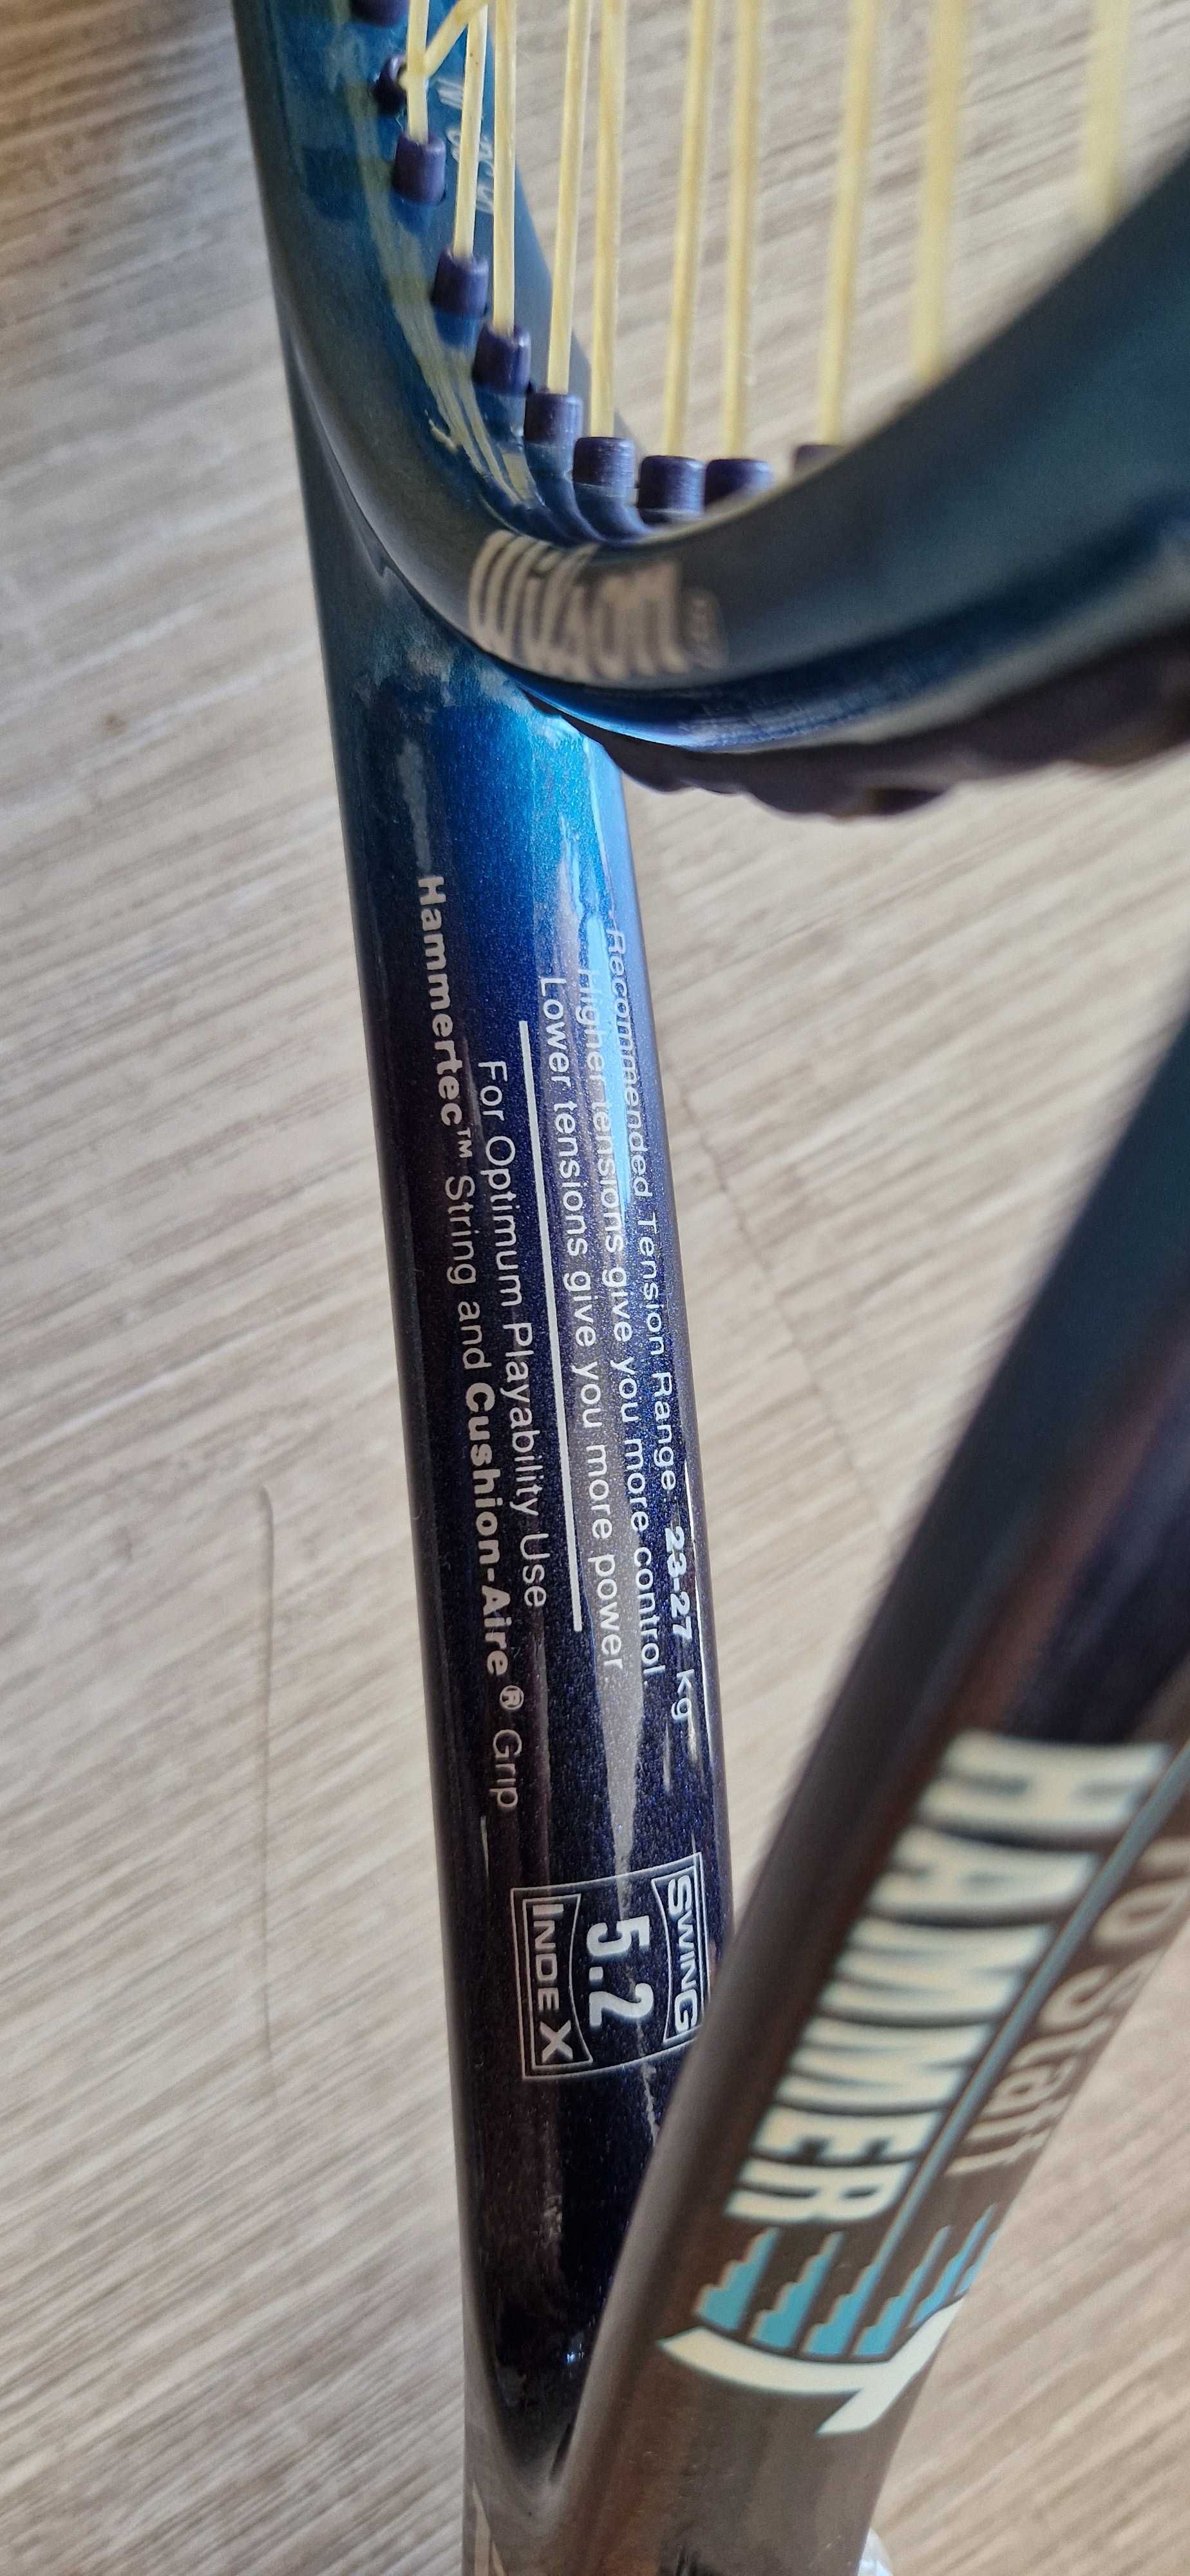 Wilson
Recommended Tension Range: 23-27 kg
Higher tensions give you more control.
Lower tensions give you more power.
For Optimum Playability Use
Hammertec™ String and Cushion-Aire® Grip
SWING
5.2
INDEX
Staff
HAMMER